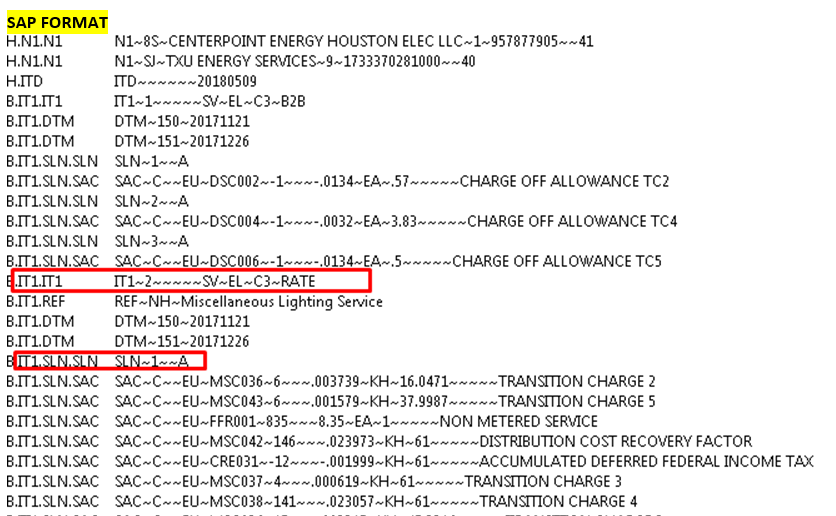 SAP FORMAT
H.N1.N1 N1~8S~CENTERPOINT ENERGY HOUSTON ELEC LLC~1~957877905~~41
H.N1.N1 N1~SJ~TXU ENERGY SERVICES~9~1733370281000~~40
H.ITD ITD~~~~~~20180509
B.IT1.IT1 IT1~1~~~~~SV~EL~C3~B2B
B.IT1.DTM DTM~150~20171121
B.IT1.DTM DTM~151~20171226
B.IT1.SLN.SLN SLN~1~~A
B.IT1.SLN.SAC SAC~C~~EU~DSC002~-1~~~-.0134~EA~.57~~~~~CHARGE OFF ALLOWANCE TC2
B.IT1.SLN.SLN SLN~2~~A
B.IT1.SLN.SAC SAC~C~~EU~DSC004~-1~~~-.0032~EA~3.83~~~~~CHARGE OFF ALLOWANCE TC4
B.IT1.SLN.SLN SLN~3~~A
B.IT1.SLN.SAC SAC~C~~EU~DSC006~-1~~~-.0134~EA~.5~~~~~CHARGE OFF ALLOWANCE TC5
B.IT1.IT1 IT1~2~~~~~SV~EL~C3~RATE
B.IT1.REF REF~NH~Miscellaneous Lighting Service
B.IT1.DTM DTM~150~20171121
B.IT1.DTM DTM~151~20171226
B.IT1.SLN.SLN SLN~1~~A
B.IT1.SLN.SAC SAC~C~~EU~MSC036~6~~~.003739~KH~16.0471~~~~~TRANSITION CHARGE 2
B.IT1.SLN.SAC SAC~C~~EU~MSC043~6~~~.001579~KH~37.9987~~~~~TRANSITION CHARGE 5
B.IT1.SLN.SAC SAC~C~~EU~FFR001~835~~~8.35~EA~1~~~~~NON METERED SERVICE
B.IT1.SLN.SAC SAC~C~~EU~MSC042~146~~~.023973~KH~61~~~~~DISTRIBUTION COST RECOVERY FACTOR
B.IT1.SLN.SAC SAC~C~~EU~CRE031~-12~~~-.001999~KH~61~~~~~ACCUMULATED DEFERRED FEDERAL INCOME TAX
B.IT1.SLN.SAC SAC~C~~EU~MSC037~4~~~.000619~KH~61~~~~~TRANSITION CHARGE 3
B.IT1.SLN.SAC SAC~C~~EU~MSC038~141~~~.023057~KH~61~~~~~TRANSITION CHARGE 4